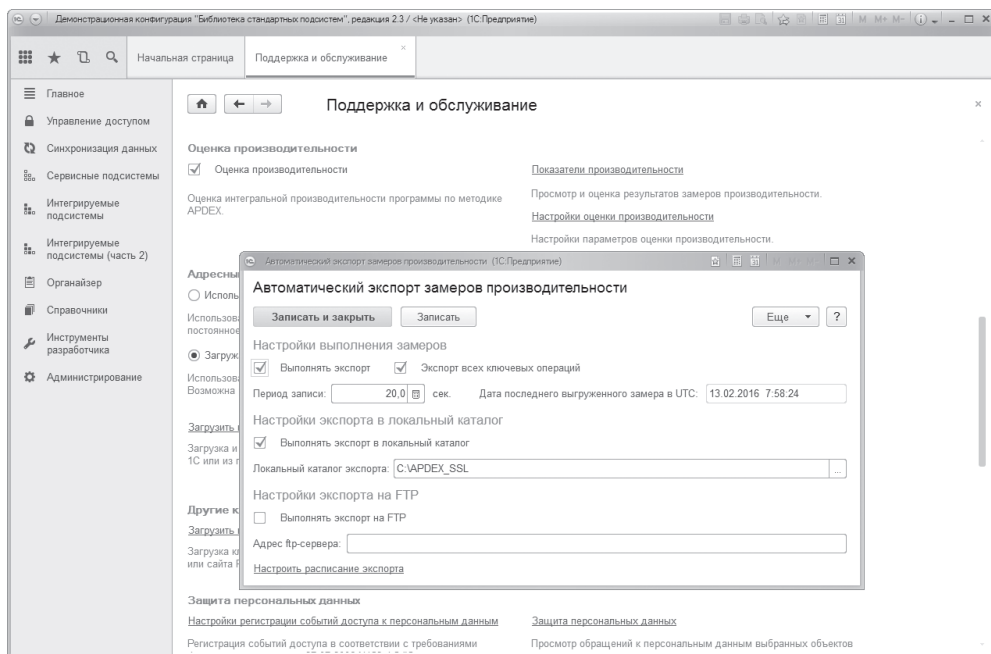 Демонстрационная конфигурация "Библиотека стандартных подсистем", редакция 2.3 / <Не указан> (1С:Предприятие)
M M+ M-
Начальная страница
Поддержка и обслуживание
Главное
Управление доступом
Синхронизация данных
Сервисные подсистемы
Интегрируемые
подсистемы
Интегрируемые
подсистемы (часть 2)
Органайзер
Справочники
Инструменты
разработчика
Администрирование
Поддержка и обслуживание
Оценка производительности
Оценка производительности
Оценка интегральной производительности программы по методике
APDEX.
Показатели производительности
Просмотр и оценка результатов замеров производительности.
Настройки оценки производительности
Настройки параметров оценки производительности.
Адресны
Исполь
Использова
постоянное
Загруж
Использова
Возможна
Загрузить
Загрузка и
1С или из г
Другие к
Загрузить
Загрузка кл
или сайта
Автоматический экспорт замеров производительности (1С:Предприятие)
M M+ M-
Автоматический экспорт замеров производительности
Записать и закрыть
Записать
Еще
?
Настройки выполнения замеров
Выполнять экспорт
Экспорт всех ключевых операций
Период записи: 20,0 сек.
Дата последнего выгруженного замера в UTC: 13.02.2016 7:58:24
Настройки экспорта в локальный каталог
Выполнять экспорт в локальный каталог
Локальный каталог экспорта: C:\APDEX_SSL ...
Настройки экспорта на FTP
Выполнять экспорт на FTP
Адрес ftp-сервера:
Настроить расписание экспорта
Защита персональных данных
Настройки регистрации событий доступа к персональным данным
Регистрация событий доступа в соответствии с требованиями
Защита персональных данных
Просмотр обращений к персональным данным выбранных объектов